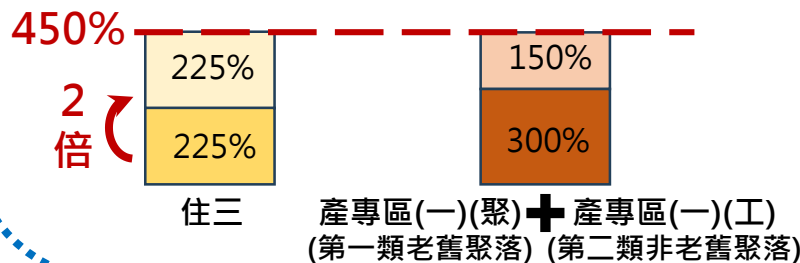 450%
225%
150%
2
倍
225%
300%
住三
產專區(一)(聚)+產專區(一)(工)
(第一類老舊聚落) (第二類非老舊聚落)